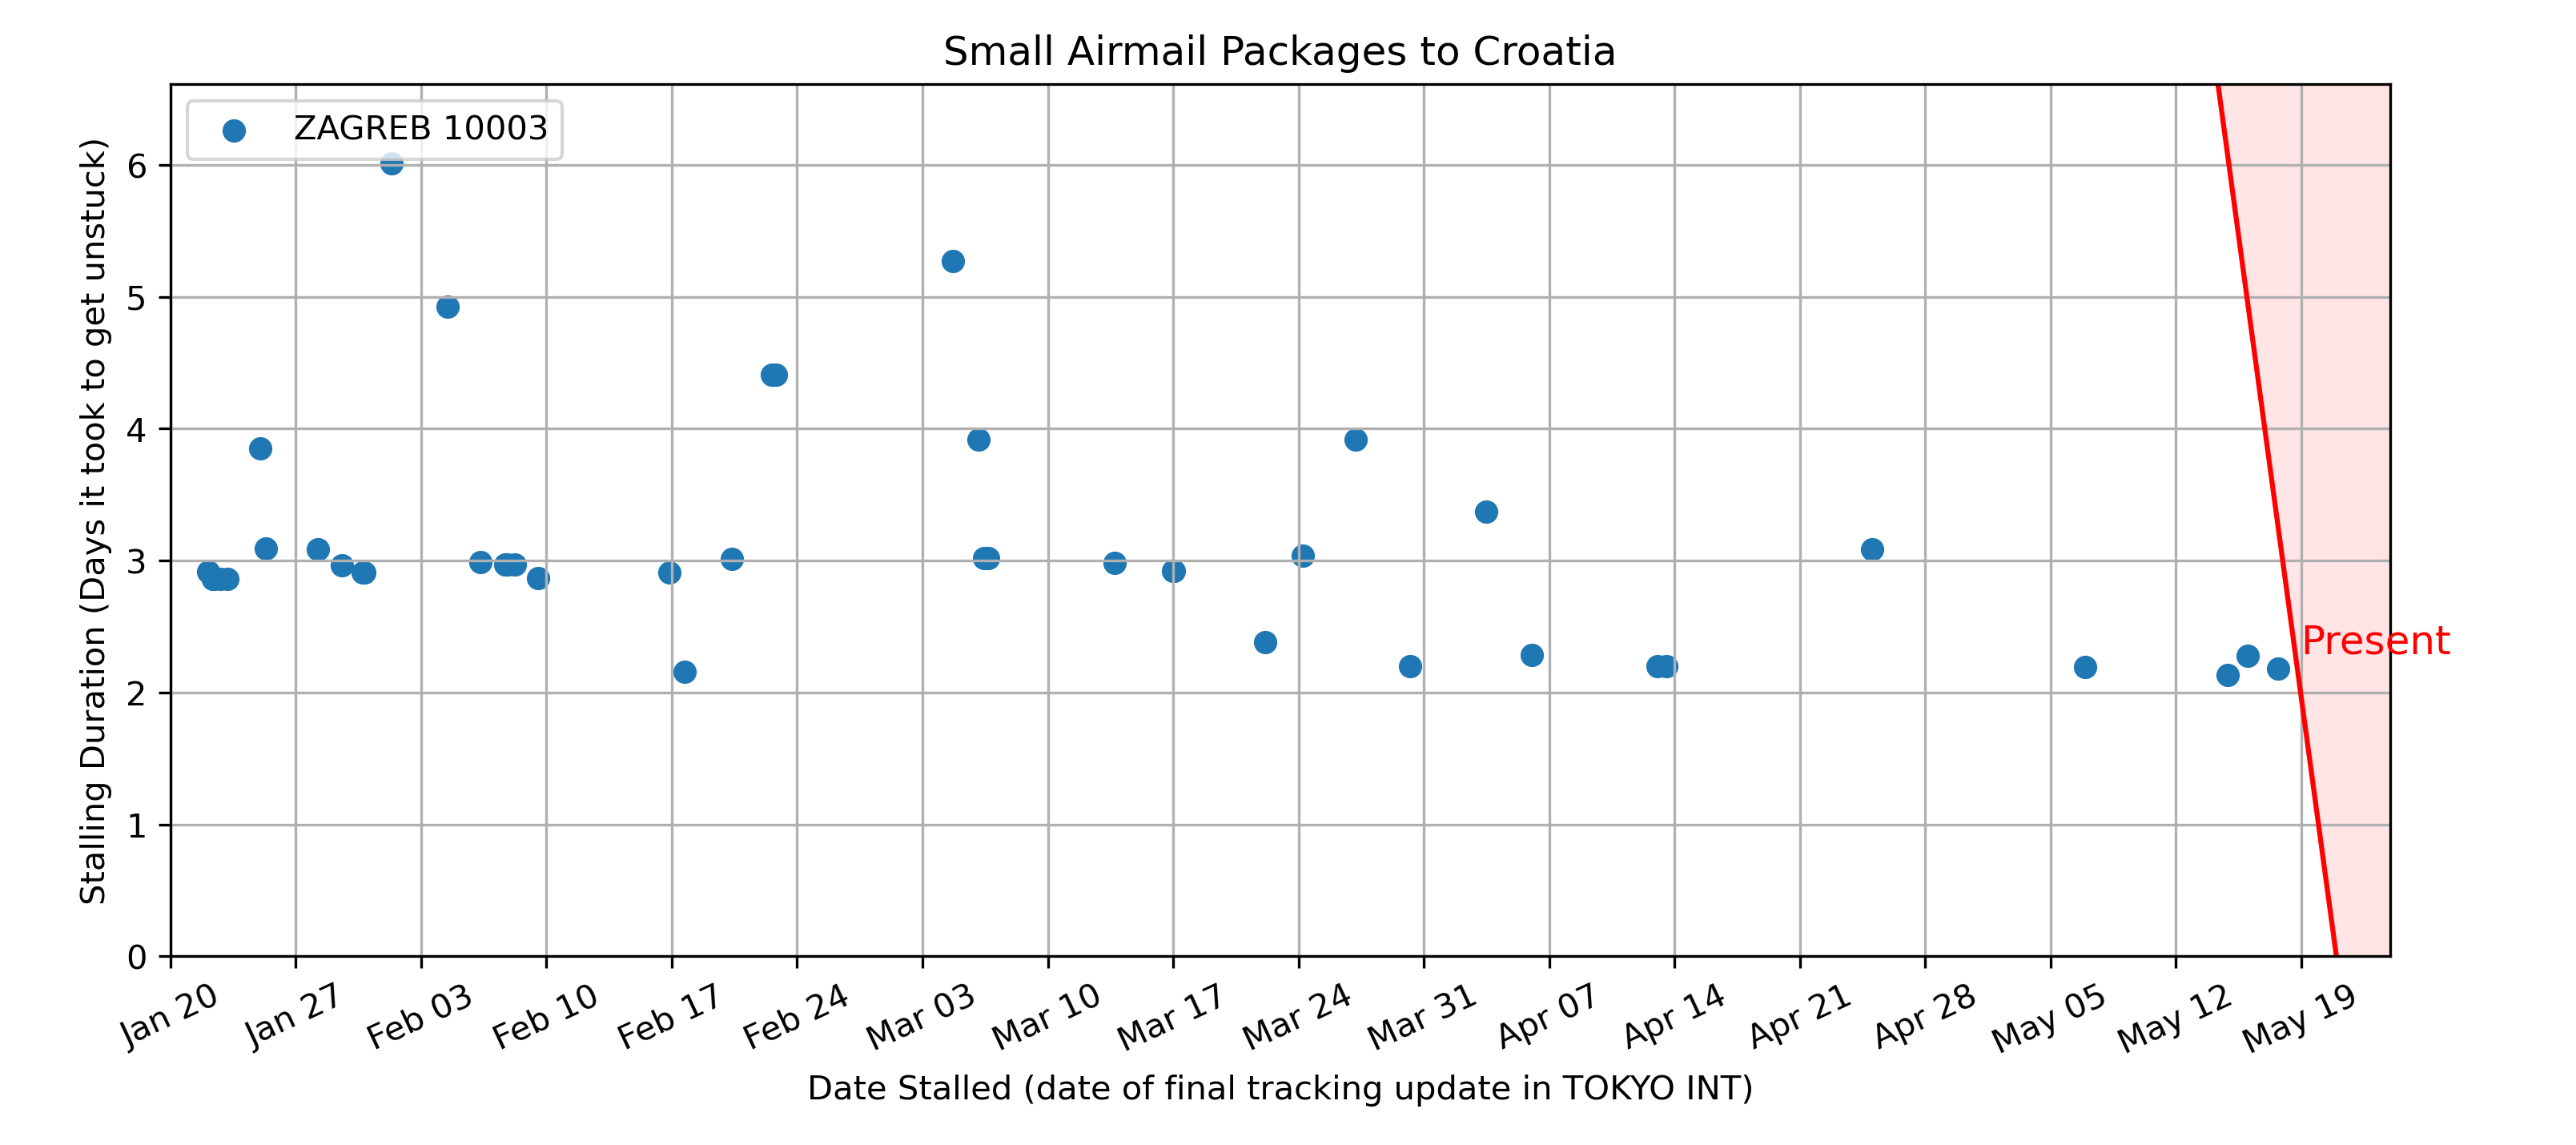 Small Airmail Packages to Croatia
ZAGREB 10003
Stalling Duration (Days it took to get unstuck)
6
5
4
3
2
1
0
Present
Jan 20
Jan 27
Feb 03
Feb 10
Feb 17
Feb 24
Mar 03
Mar 10
Mar 17
Mar 24
Mar 31
Apr 07
Apr 14
Apr 21
Apr 28
May 05
May 12
May 19
Date Stalled (date of final tracking update in TOKYO INT)